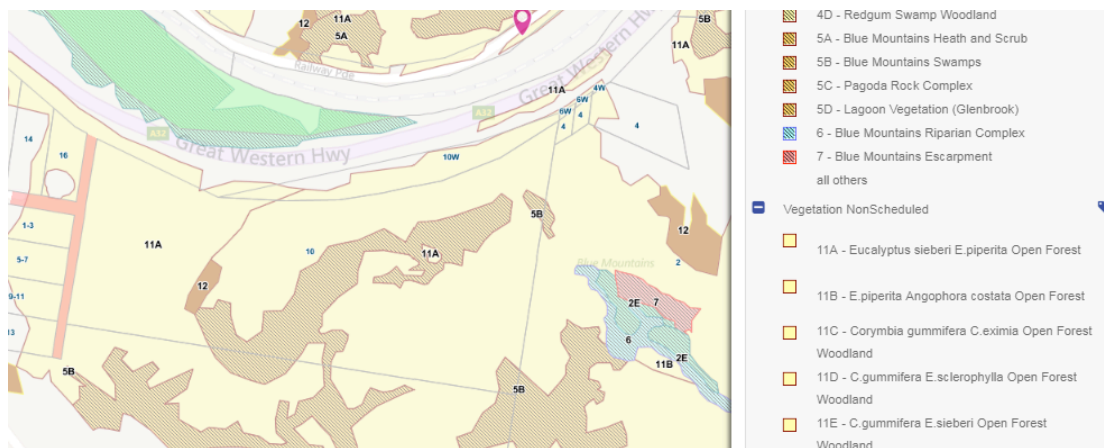 12
11A
5A
5B
11A
Railway Pde
Great Western Hwy
A32
A32
Great Western Hwy
11A
6W
4W
6W
4
4
4
14
16
10W
1-3
5-7
9-11
13
11A
10
11A
5B
12
12
2
Blue Mountains
2E
7
6
2E
11B
5B
5B
4D - Redgum Swamp Woodland
5A - Blue Mountains Heath and Scrub
5B - Blue Mountains Swamps
5C - Pagoda Rock Complex
5D - Lagoon Vegetation (Glenbrook)
6 - Blue Mountains Riparian Complex
7 - Blue Mountains Escarpment
all others
Vegetation NonScheduled
11A - Eucalyptus sieberi E.piperita Open Forest
11B - E.piperita Angophora costata Open Forest
11C - Corymbia gummifera C.eximia Open Forest
Woodland
11D - C.gummifera E.sclerophylla Open Forest
Woodland
11E - C.gummifera E.sieberi Open Forest
Woodland